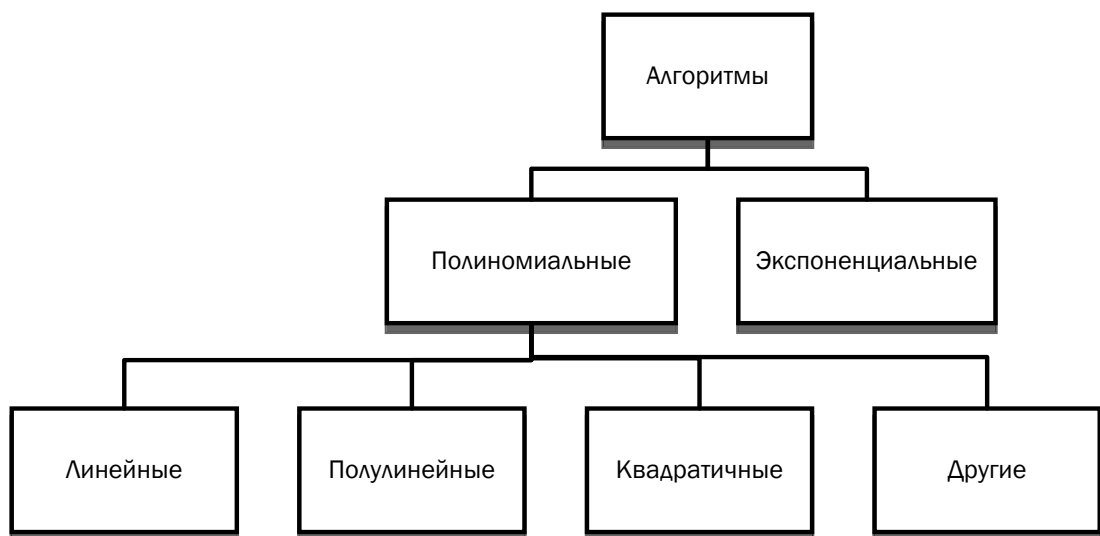 Алгоритмы
Полиномиальные
Экспоненциальные
Линейные
Полулинейные
Квадратичные
Другие